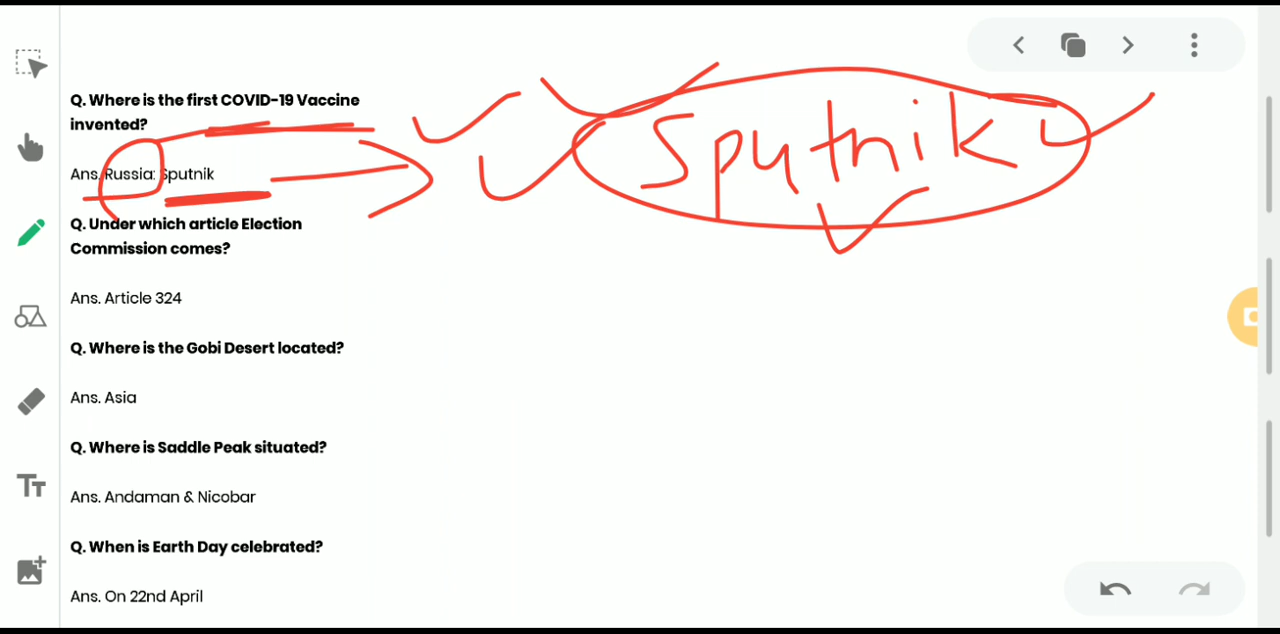 Q. Where is the first COVID-19 Vaccine
invented?
Ans. Russia: Sputnik
Sputnik
Q. Under which article Election
Commission comes?
Ans. Article 324
Q. Where is the Gobi Desert located?
Ans. Asia
Q. Where is Saddle Peak situated?
Ans. Andaman & Nicobar
Q. When is Earth Day celebrated?
Ans. On 22nd April
TT